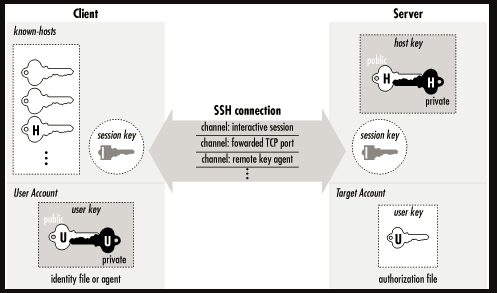 Client
Server
known-hosts
H
session key
User Account
user key
public
U
U
private
identity file or agent
SSH connection
channel: interactive session
channel: fowarded TCP port
channel: remote key agent
host key
public
H
H
private
session key
Target Account
user key
U
authorization file